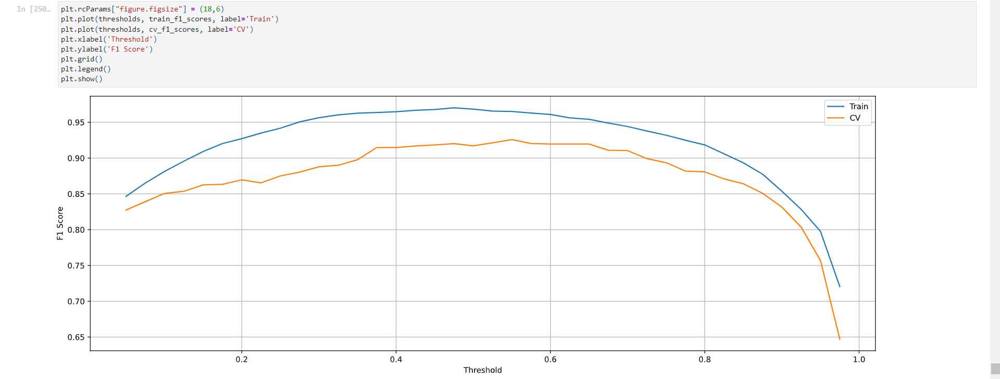 In [250…
plt.rcParams["figure.figsize"] = (18,6)
plt.plot(thresholds, train_f1_scores, label='Train')
plt.plot(thresholds, cv_f1_scores, label='CV')
plt.xlabel('Threshold')
plt.ylabel('F1 Score')
plt.grid()
plt.legend()
plt.show()
Train
CV
0.95
0.90
0.85
0.80
0.75
0.70
0.65
F1 Score
0.2 0.4 0.6 0.8 1.0
Threshold